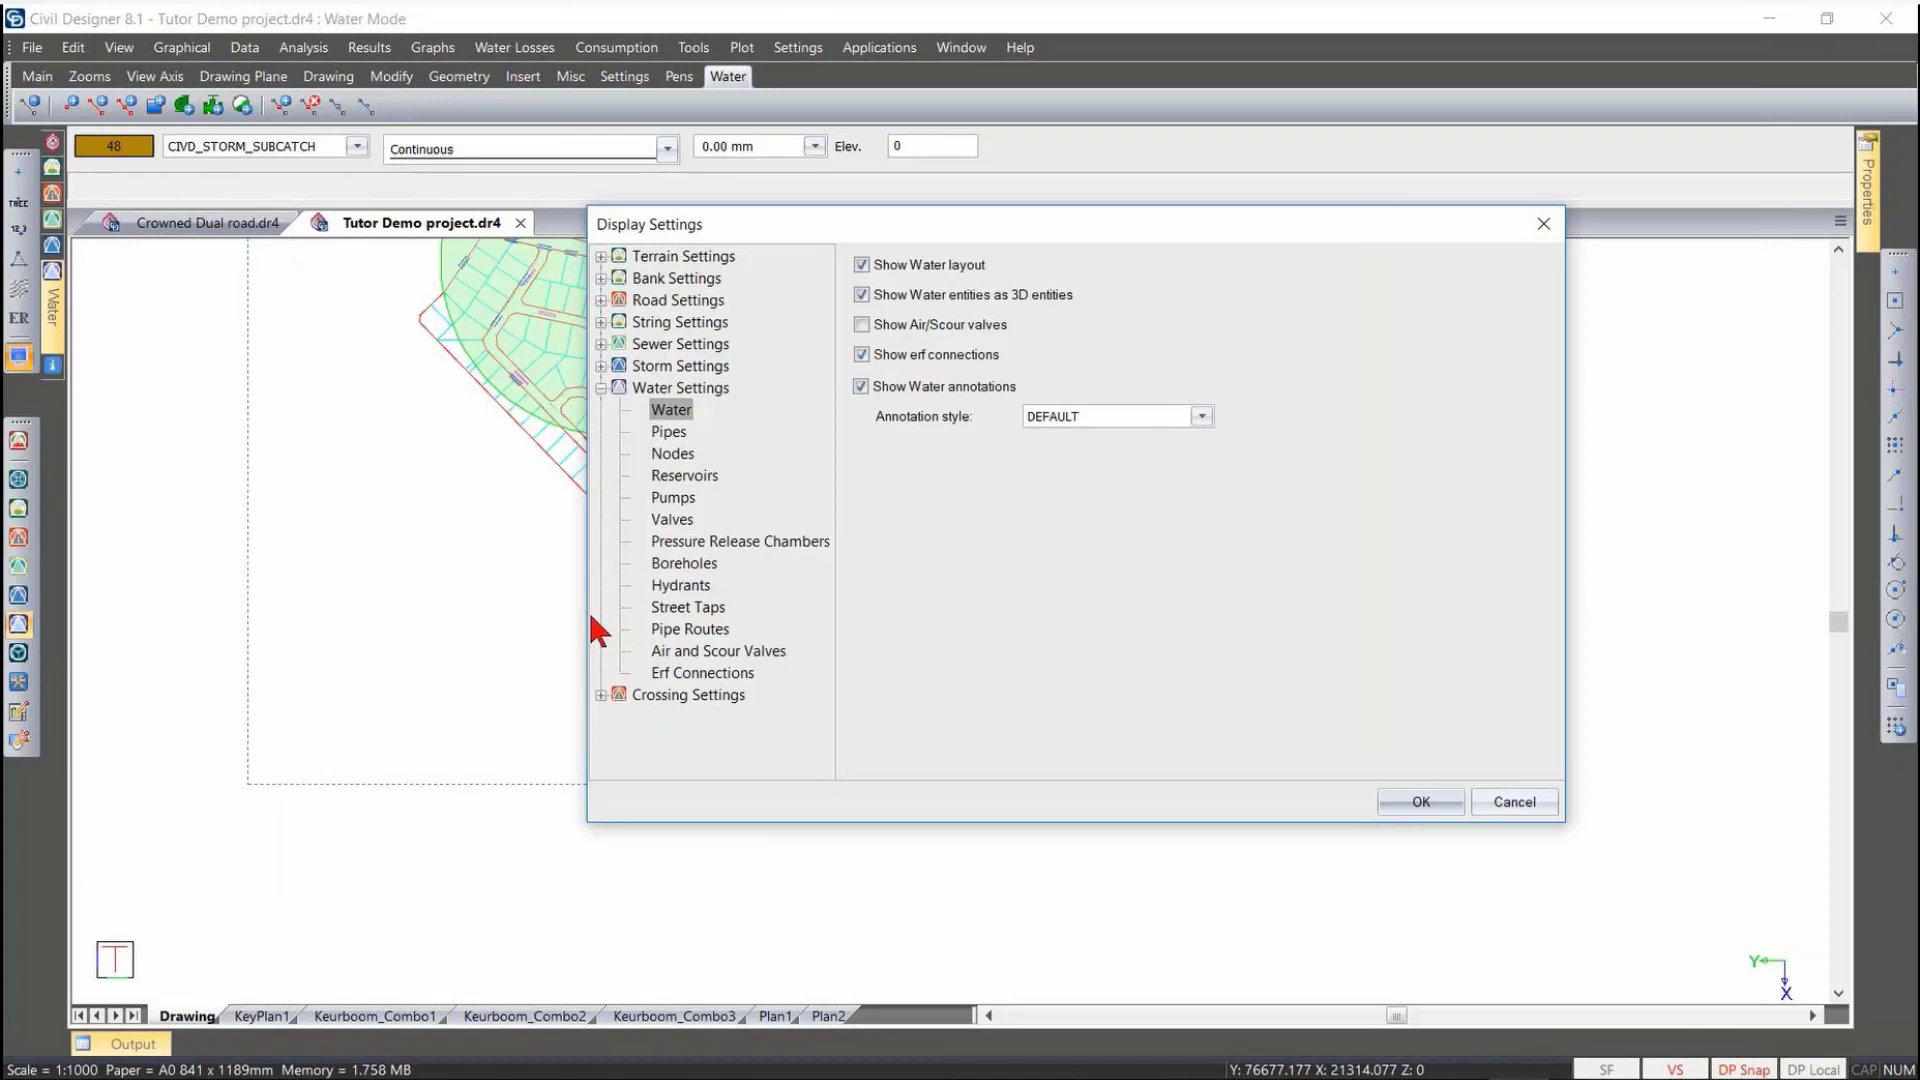 Civil Designer 8.1 - Tutor Demo project.dr4 : Water Mode
File Edit View Graphical Data Analysis Results Graphs Water Losses Consumption Tools Plot Settings Applications Window Help
Main Zooms View Axis Drawing Plane Drawing Modify Geometry Insert Misc Settings Pens Water
48 CIVD_STORM_SUBCATCH Continuous 0.00 mm Elev. 0
Properties
Water
ER
Crowned Dual road.dr4 Tutor Demo project.dr4
Display Settings
Terrain Settings
Bank Settings
Road Settings
String Settings
Sewer Settings
Storm Settings
Water Settings
Water
Pipes
Nodes
Reservoirs
Pumps
Valves
Pressure Release Chambers
Boreholes
Hydrants
Street Taps
Pipe Routes
Air and Scour Valves
Erf Connections
Crossing Settings
Show Water layout
Show Water entities as 3D entities
Show Air/Scour valves
Show erf connections
Show Water annotations
Annotation style: DEFAULT
OK Cancel
T
Y
X
Drawing KeyPlan1 Keurboom_Combo1 Keurboom_Combo2 Keurboom_Combo3 Plan1 Plan2
Output
Scale = 1:1000 Paper = A0 841 x 1189mm Memory = 1.758 MB Y: 76677.177 X: 21314.077 Z: 0 SF VS DP Snap DP Local CAP NUM